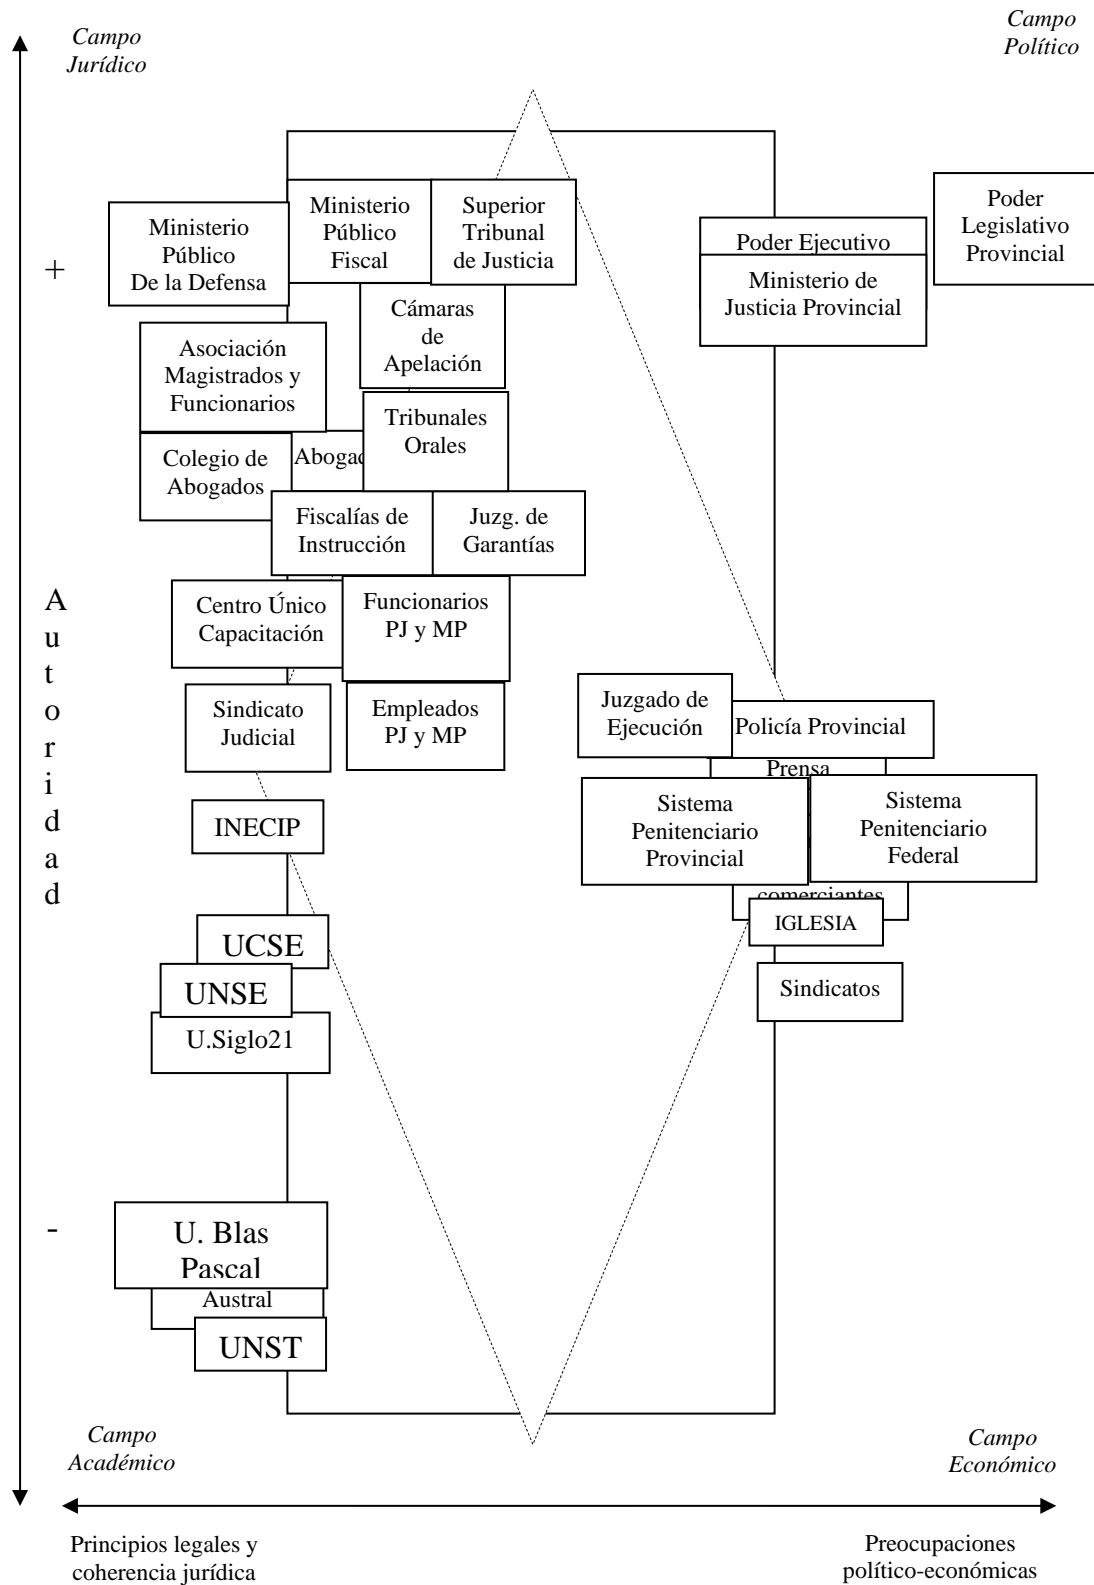 Campo
Jurídico
Campo
Político
Ministerio
Público
De la Defensa
Ministerio
Público
Fiscal
Superior
Tribunal
de Justicia
Poder Ejecutivo
Ministerio de
Justicia Provincial
Poder
Legislativo
Provincial
+
Cámaras
de
Apelación
Asociación
Magistrados y
Funcionarios
Tribunales
Orales
Colegio de
Abogados
Fiscalías de
Instrucción
Juzg. de
Garantías
Autoridad
Centro Único
Capacitación
Funcionarios
PJ y MP
Sindicato
Judicial
Empleados
PJ y MP
Juzgado de
Ejecución
Policía Provincial
Prensa
Sistema
Penitenciario
Provincial
Sistema
Penitenciario
Federal
comerciantes
IGLESIA
Sindicatos
INECIP
UCSE
UNSE
U.Siglo21
-
U. Blas
Pascal
Austral
UNST
Campo
Académico
Campo
Económico
Principios legales y
coherencia jurídica
Preocupaciones
político-económicas